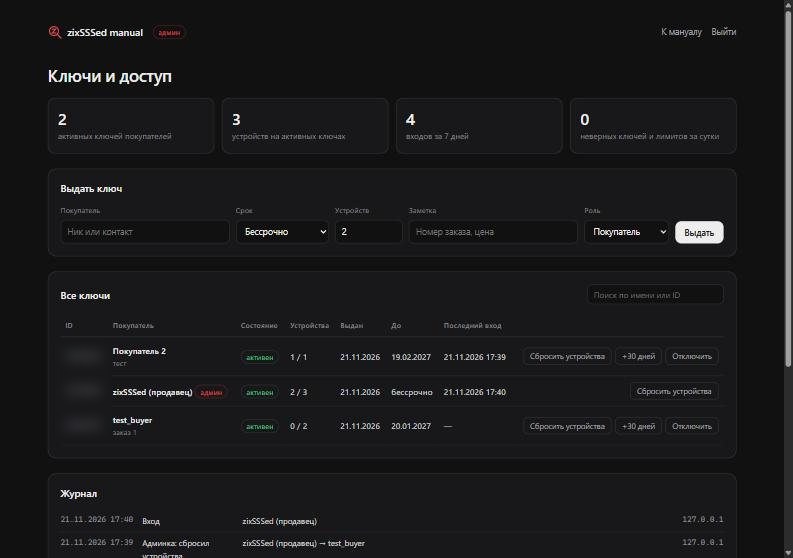 zixSSSed manual админ К мануалу Выйти
Ключи и доступ
2 3 4 0
активных ключей покупателей устройств на активных ключах входов за 7 дней неверных ключей и лимитов за сутки
Выдать ключ
Покупатель Срок Устройств Заметка Роль
Ник или контакт Бессрочно 2 Номер заказа, цена Покупатель Выдать
Все ключи Поиск по имени или ID
ID Покупатель Состояние Устройства Выдан До Последний вход
Покупатель 2 активен 1 / 1 21.11.2026 19.02.2027 21.11.2026 17:39 Сбросить устройства +30 дней Отключить
тест
zixSSSed (продавец) админ активен 2 / 3 21.11.2026 бессрочно 21.11.2026 17:40 Сбросить устройства
test_buyer активен 0 / 2 21.11.2026 20.01.2027 — Сбросить устройства +30 дней Отключить
заказ 1
Журнал
21.11.2026 17:40 Вход zixSSSed (продавец) 127.0.0.1
21.11.2026 17:39 Админка: сбросил zixSSSed (продавец) → test_buyer 127.0.0.1
устройства